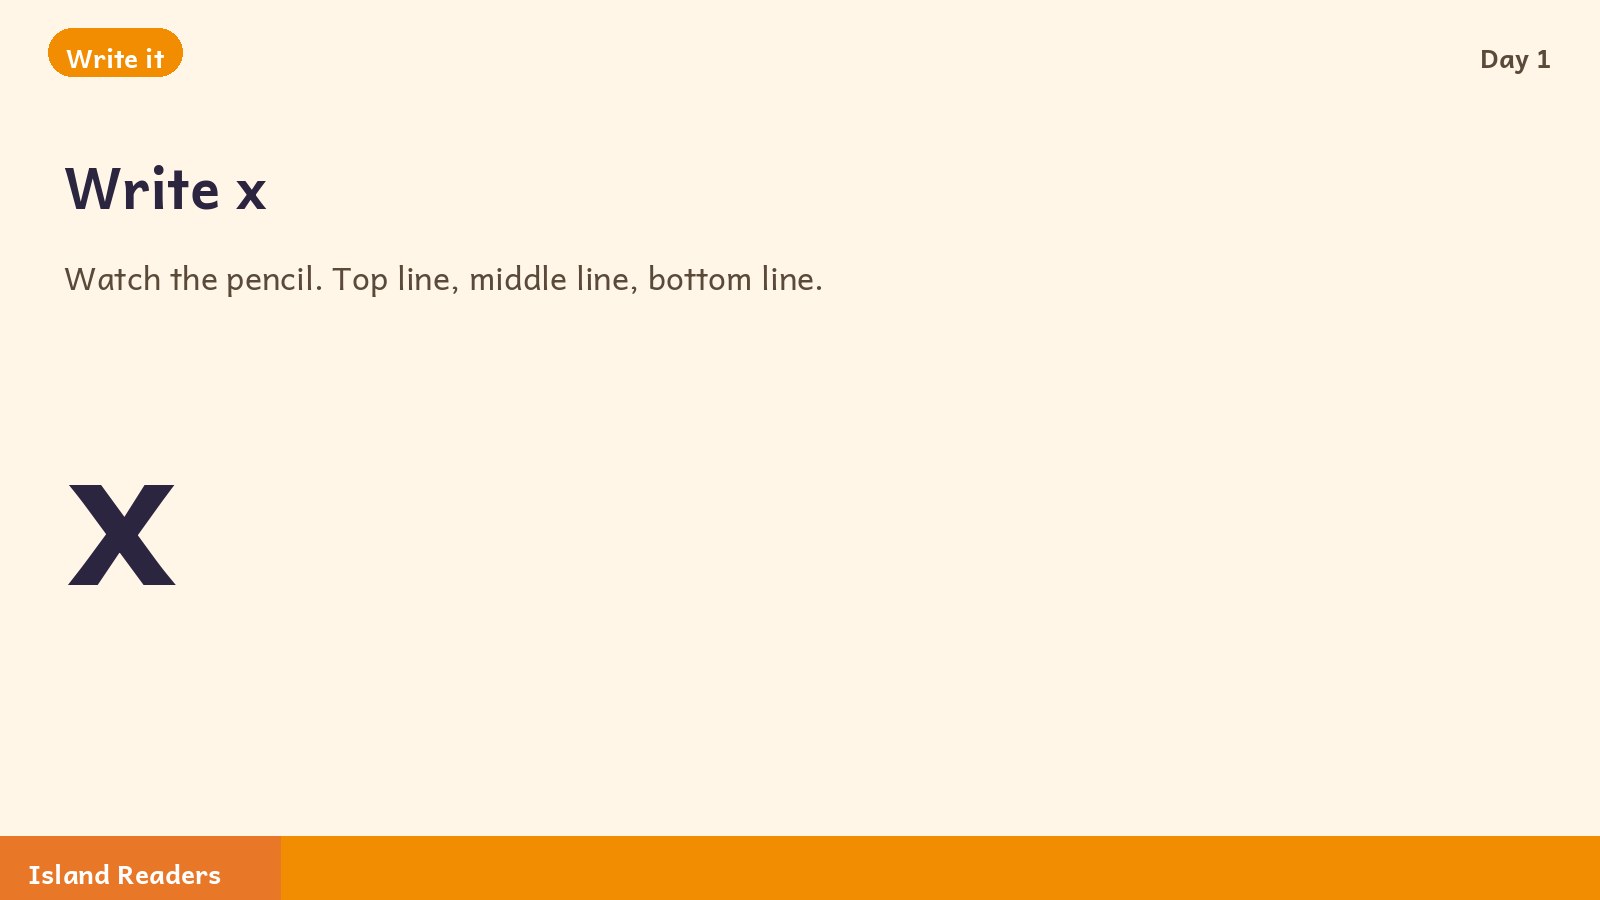 Write it
Day 1
Write x
Watch the pencil. Top line, middle line, bottom line.
x
Island Readers